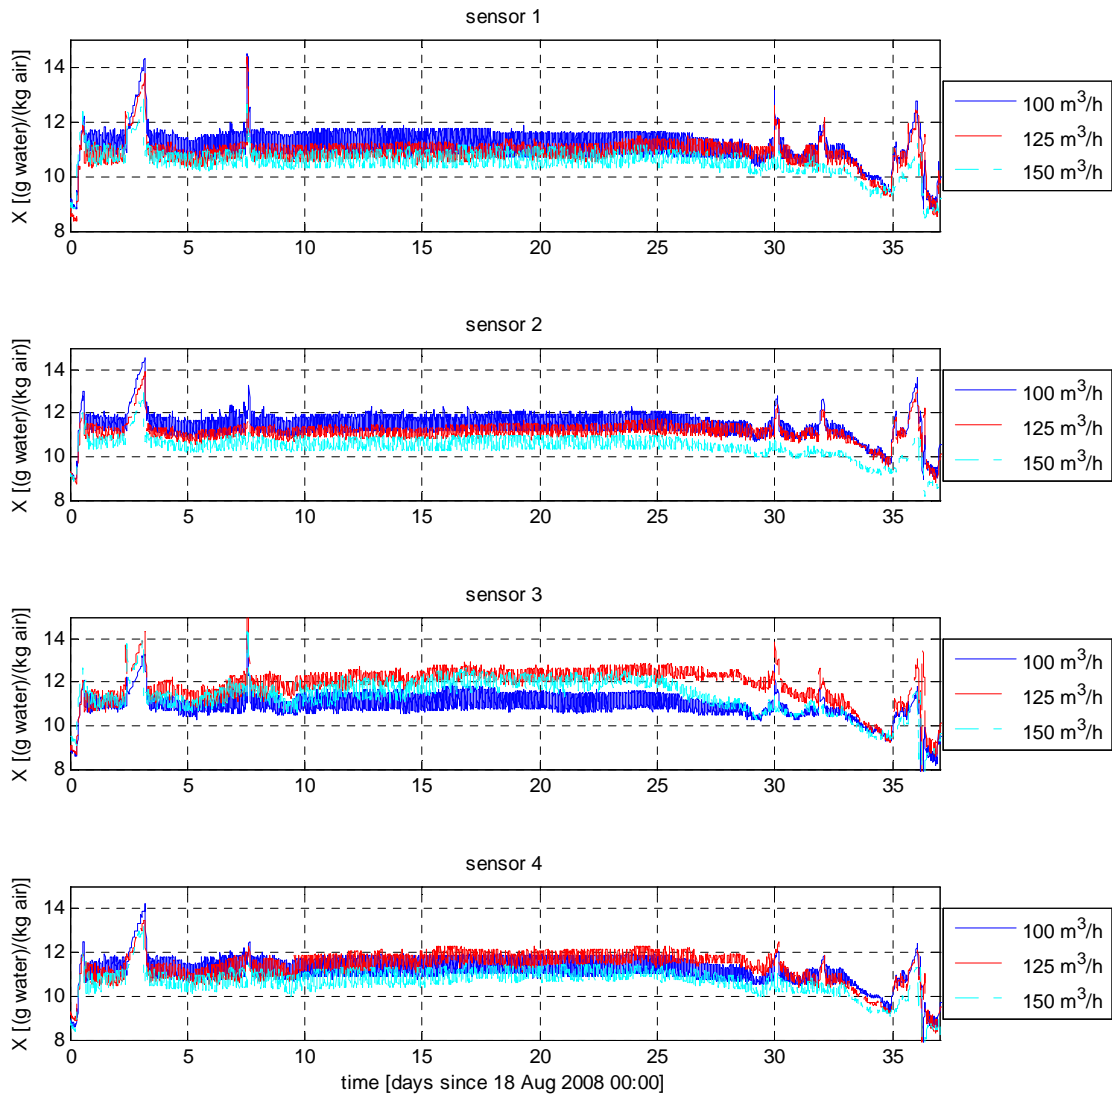 sensor 1
X [(g water)/(kg air)]
14
12
10
8
0 5 10 15 20 25 30 35
100 m³/h
125 m³/h
150 m³/h
sensor 2
X [(g water)/(kg air)]
14
12
10
8
0 5 10 15 20 25 30 35
100 m³/h
125 m³/h
150 m³/h
sensor 3
X [(g water)/(kg air)]
14
12
10
8
0 5 10 15 20 25 30 35
100 m³/h
125 m³/h
150 m³/h
sensor 4
X [(g water)/(kg air)]
14
12
10
8
0 5 10 15 20 25 30 35
100 m³/h
125 m³/h
150 m³/h
time [days since 18 Aug 2008 00:00]